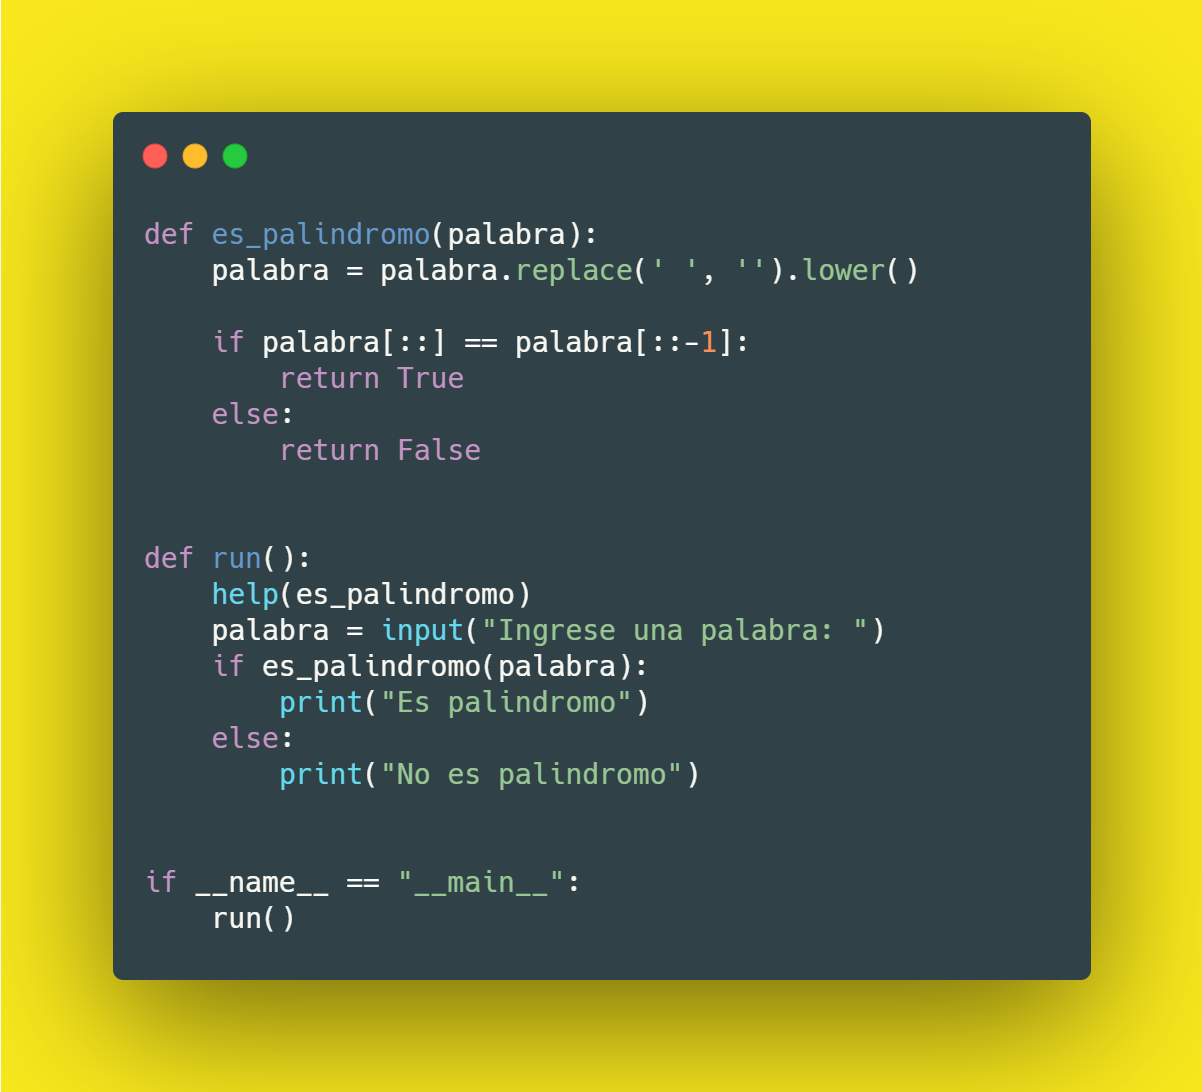 def es_palindromo(palabra):
    palabra = palabra.replace(' ', '').lower()
    if palabra[::] == palabra[::-1]:
        return True
    else:
        return False
def run():
    help(es_palindromo)
    palabra = input("Ingrese una palabra: ")
    if es_palindromo(palabra):
        print("Es palindromo")
    else:
        print("No es palindromo")
if __name__ == "__main__":
    run()